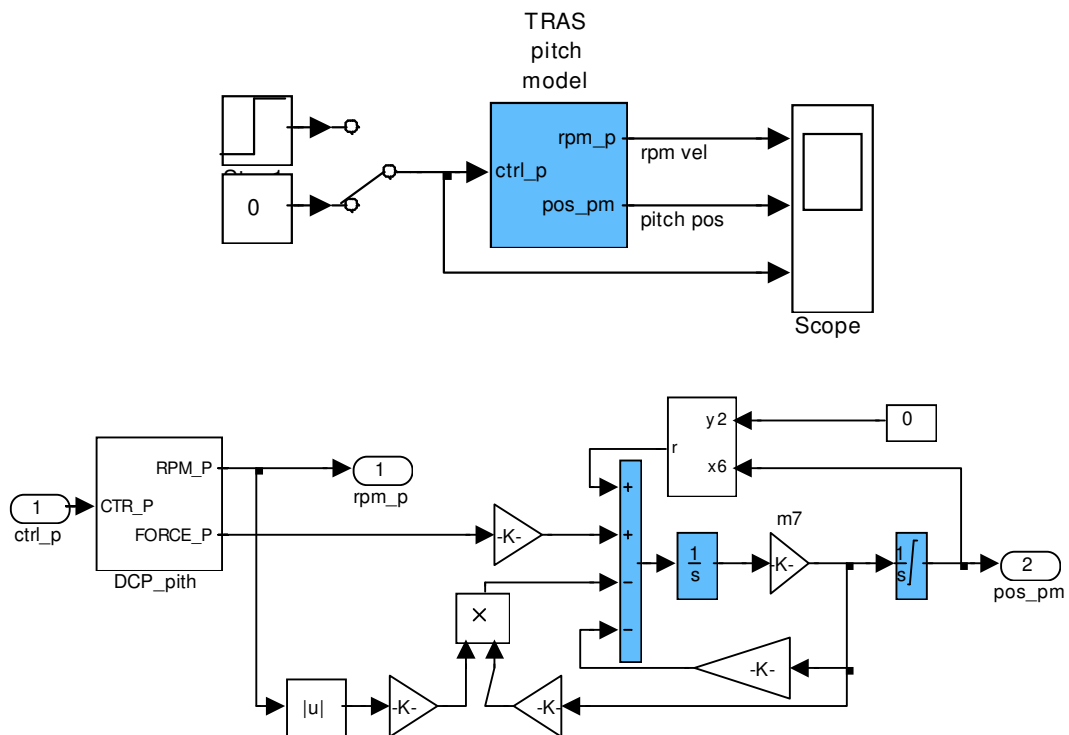 TRAS
pitch
model
rpm_p
rpm vel
ctrl_p
0
pos_pm
pitch pos
Scope
y2
0
r
x6
RPM_P
1
rpm_p
1
CTR_P
ctrl_p
FORCE_P
-K-
DCP_pith
+
+
−
−
1
s
m7
-K-
1
s
2
pos_pm
×
-K-
|u|
-K-
-K-